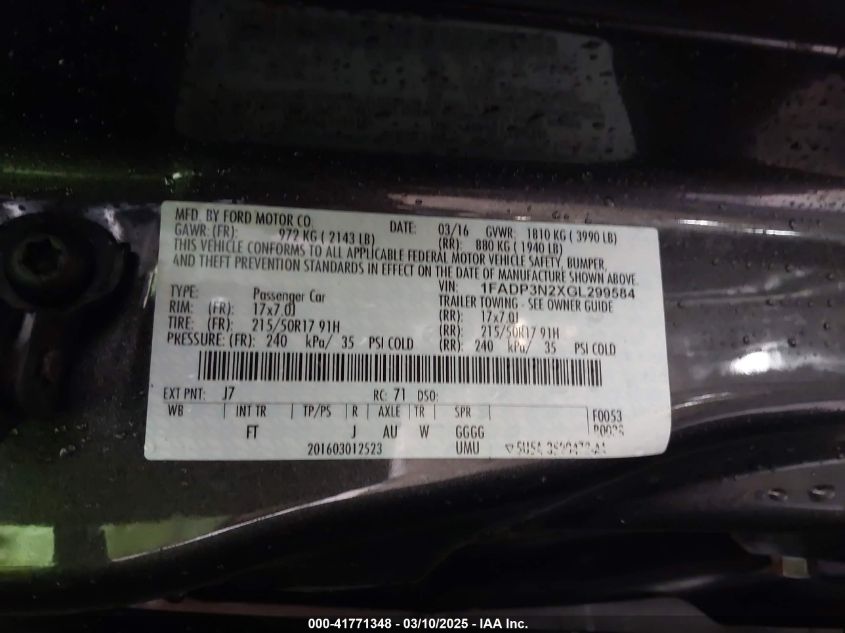 MFD. BY FORD MOTOR CO.
DATE: 03/16 GVWR: 1810 KG ( 3990 LB)
GAWR: (FR): 972 KG ( 2143 LB) (RR): 880 KG ( 1940 LB)
THIS VEHICLE CONFORMS TO ALL APPLICABLE FEDERAL MOTOR VEHICLE SAFETY, BUMPER,
AND THEFT PREVENTION STANDARDS IN EFFECT ON THE DATE OF MANUFACTURE SHOWN ABOVE.
VIN: 1FADP3N2XGL299584
TYPE: Passenger Car TRAILER TOWING - SEE OWNER GUIDE
RIM: (FR): 17x7.0J (RR): 17x7.0J
TIRE: (FR): 215/50R17 91H (RR): 215/50R17 91H
PRESSURE: (FR): 240 kPa/ 35 PSI COLD (RR): 240 kPa/ 35 PSI COLD
EXT PNT: J7 RC: 71 DSO:
WB INT TR TP/PS R AXLE TR SPR F0053
FT J AU W GGGG
201603012523 UMU
000-41771348 — 03/10/2025 — IAA Inc.